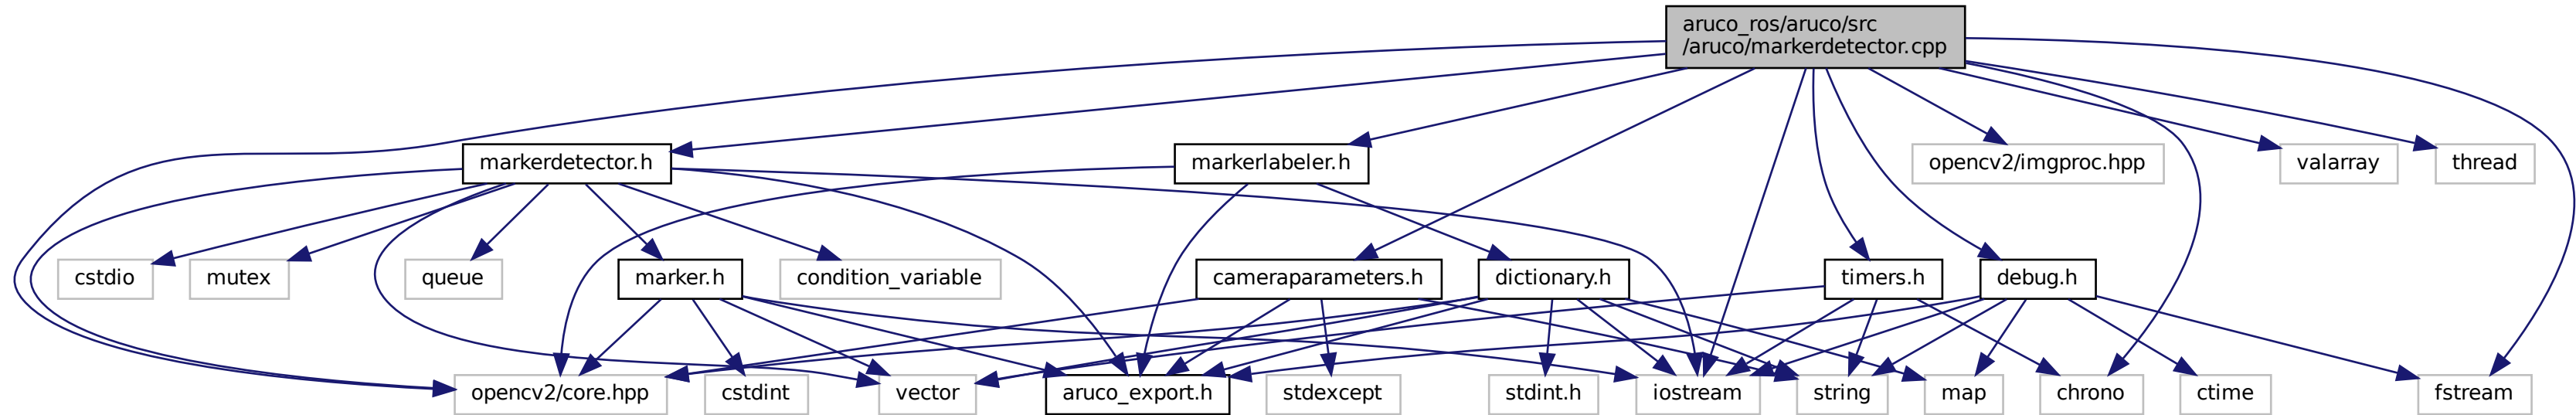 aruco_ros/aruco/src
/aruco/markerdetector.cpp
markerdetector.h
markerlabeler.h
opencv2/imgproc.hpp
valarray
thread
cstdio
mutex
queue
marker.h
condition_variable
cameraparameters.h
dictionary.h
timers.h
debug.h
opencv2/core.hpp
cstdint
vector
aruco_export.h
stdexcept
stdint.h
iostream
string
map
chrono
ctime
fstream